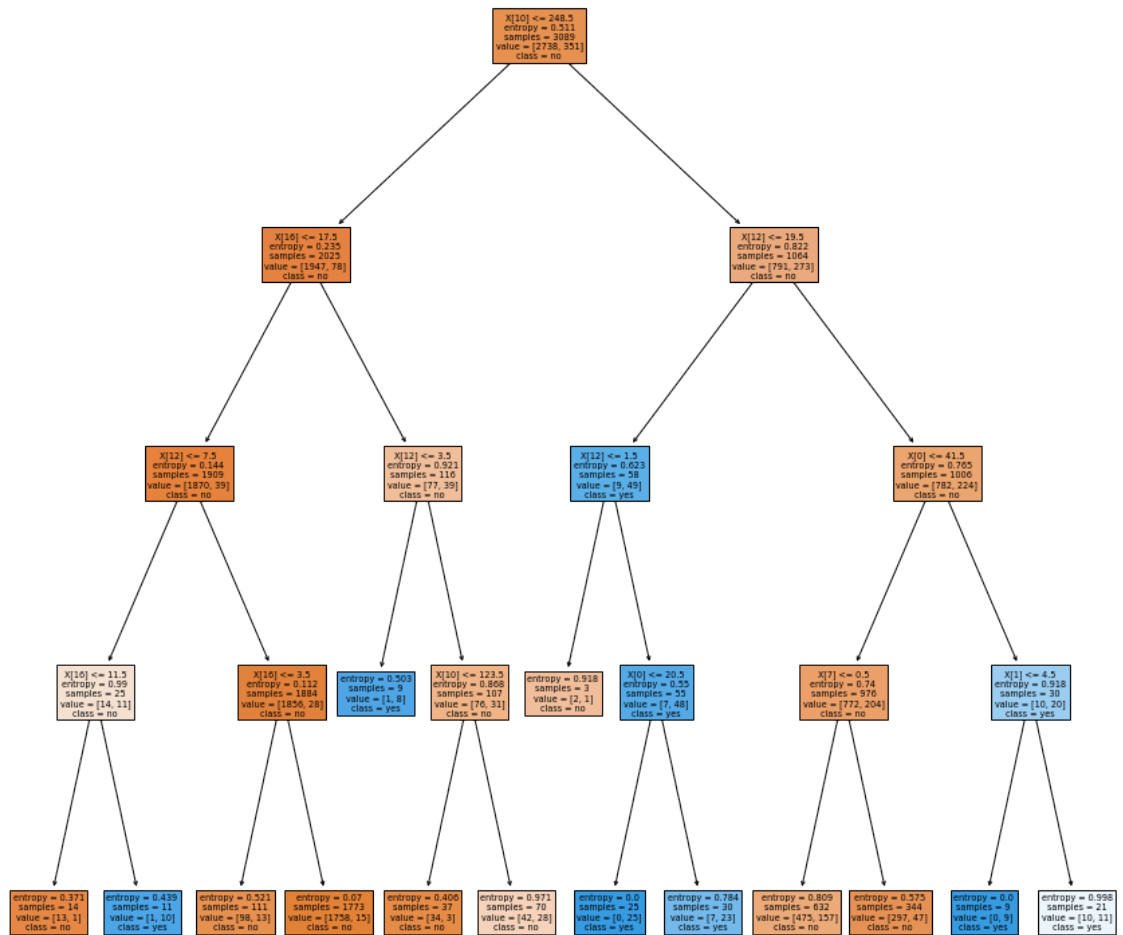 X[10] <= 248.5
entropy = 0.511
samples = 3089
value = [2738, 351]
class = no
X[16] <= 17.5
entropy = 0.235
samples = 2025
value = [1947, 78]
class = no
X[12] <= 19.5
entropy = 0.822
samples = 1064
value = [791, 273]
class = no
X[12] <= 7.5
entropy = 0.144
samples = 1909
value = [1870, 39]
class = no
X[12] <= 3.5
entropy = 0.921
samples = 116
value = [77, 39]
class = no
X[12] <= 1.5
entropy = 0.623
samples = 58
value = [9, 49]
class = yes
X[0] <= 41.5
entropy = 0.765
samples = 1006
value = [782, 224]
class = no
X[16] <= 11.5
entropy = 0.99
samples = 25
value = [14, 11]
class = no
X[16] <= 3.5
entropy = 0.112
samples = 1884
value = [1856, 28]
class = no
entropy = 0.503
samples = 9
value = [1, 8]
class = yes
X[10] <= 123.5
entropy = 0.868
samples = 107
value = [76, 31]
class = no
entropy = 0.918
samples = 3
value = [2, 1]
class = no
X[0] <= 20.5
entropy = 0.55
samples = 55
value = [7, 48]
class = yes
X[7] <= 0.5
entropy = 0.74
samples = 976
value = [772, 204]
class = no
X[1] <= 4.5
entropy = 0.918
samples = 30
value = [10, 20]
class = yes
entropy = 0.371
samples = 14
value = [13, 1]
class = no
entropy = 0.439
samples = 11
value = [1, 10]
class = yes
entropy = 0.521
samples = 111
value = [98, 13]
class = no
entropy = 0.07
samples = 1773
value = [1758, 15]
class = no
entropy = 0.406
samples = 37
value = [34, 3]
class = no
entropy = 0.971
samples = 70
value = [42, 28]
class = no
entropy = 0.0
samples = 25
value = [0, 25]
class = yes
entropy = 0.784
samples = 30
value = [7, 23]
class = yes
entropy = 0.809
samples = 632
value = [475, 157]
class = no
entropy = 0.575
samples = 344
value = [297, 47]
class = no
entropy = 0.0
samples = 9
value = [0, 9]
class = yes
entropy = 0.998
samples = 21
value = [10, 11]
class = yes